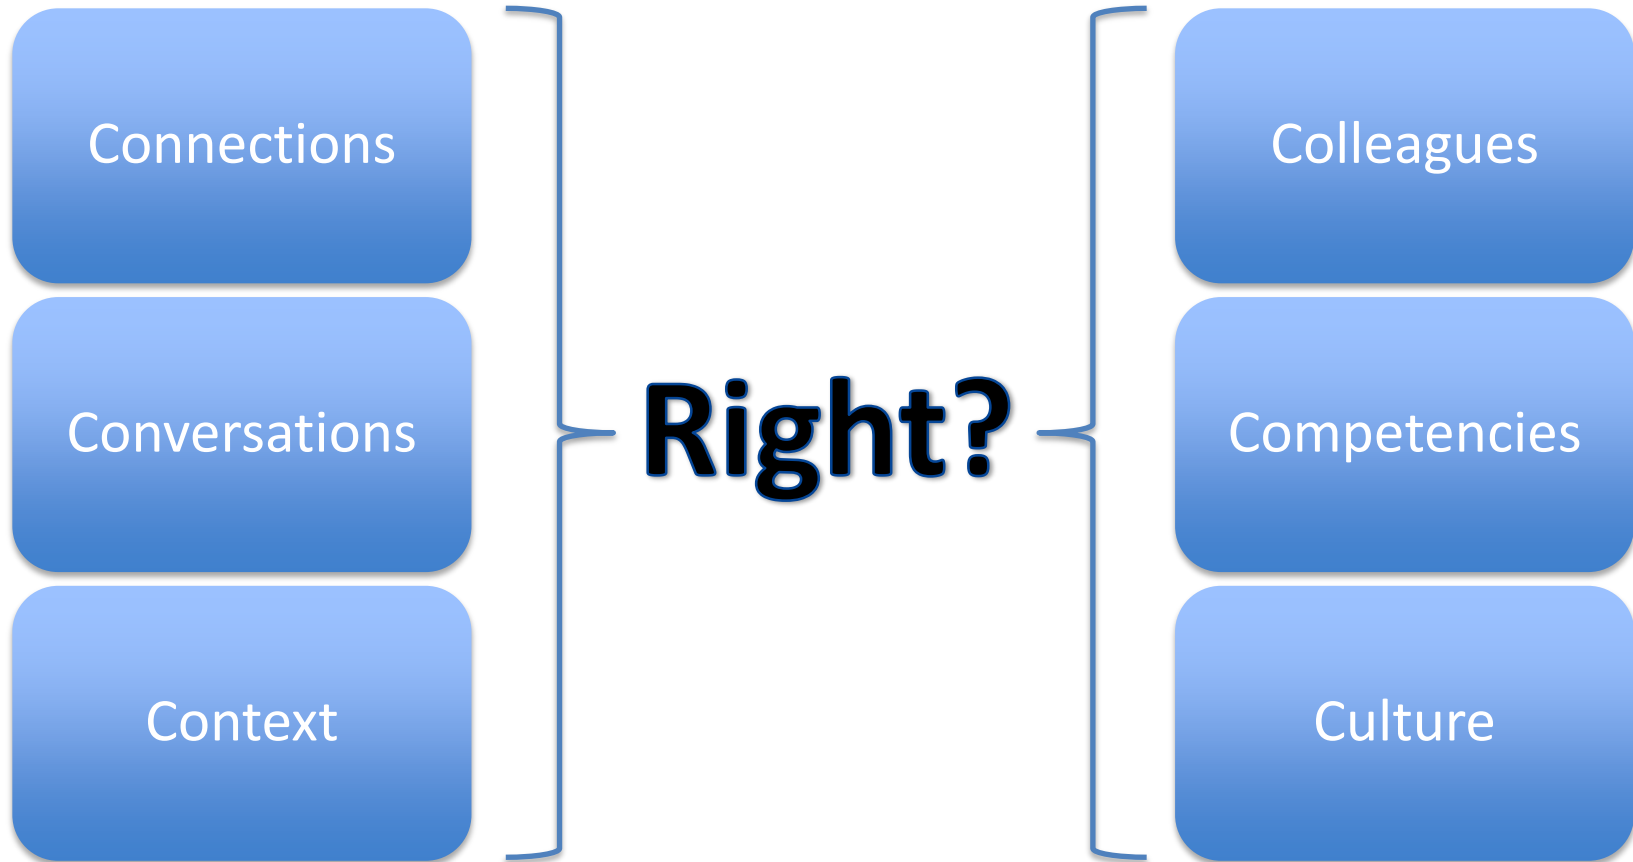 Connections
Conversations
Context
Right?
Colleagues
Competencies
Culture